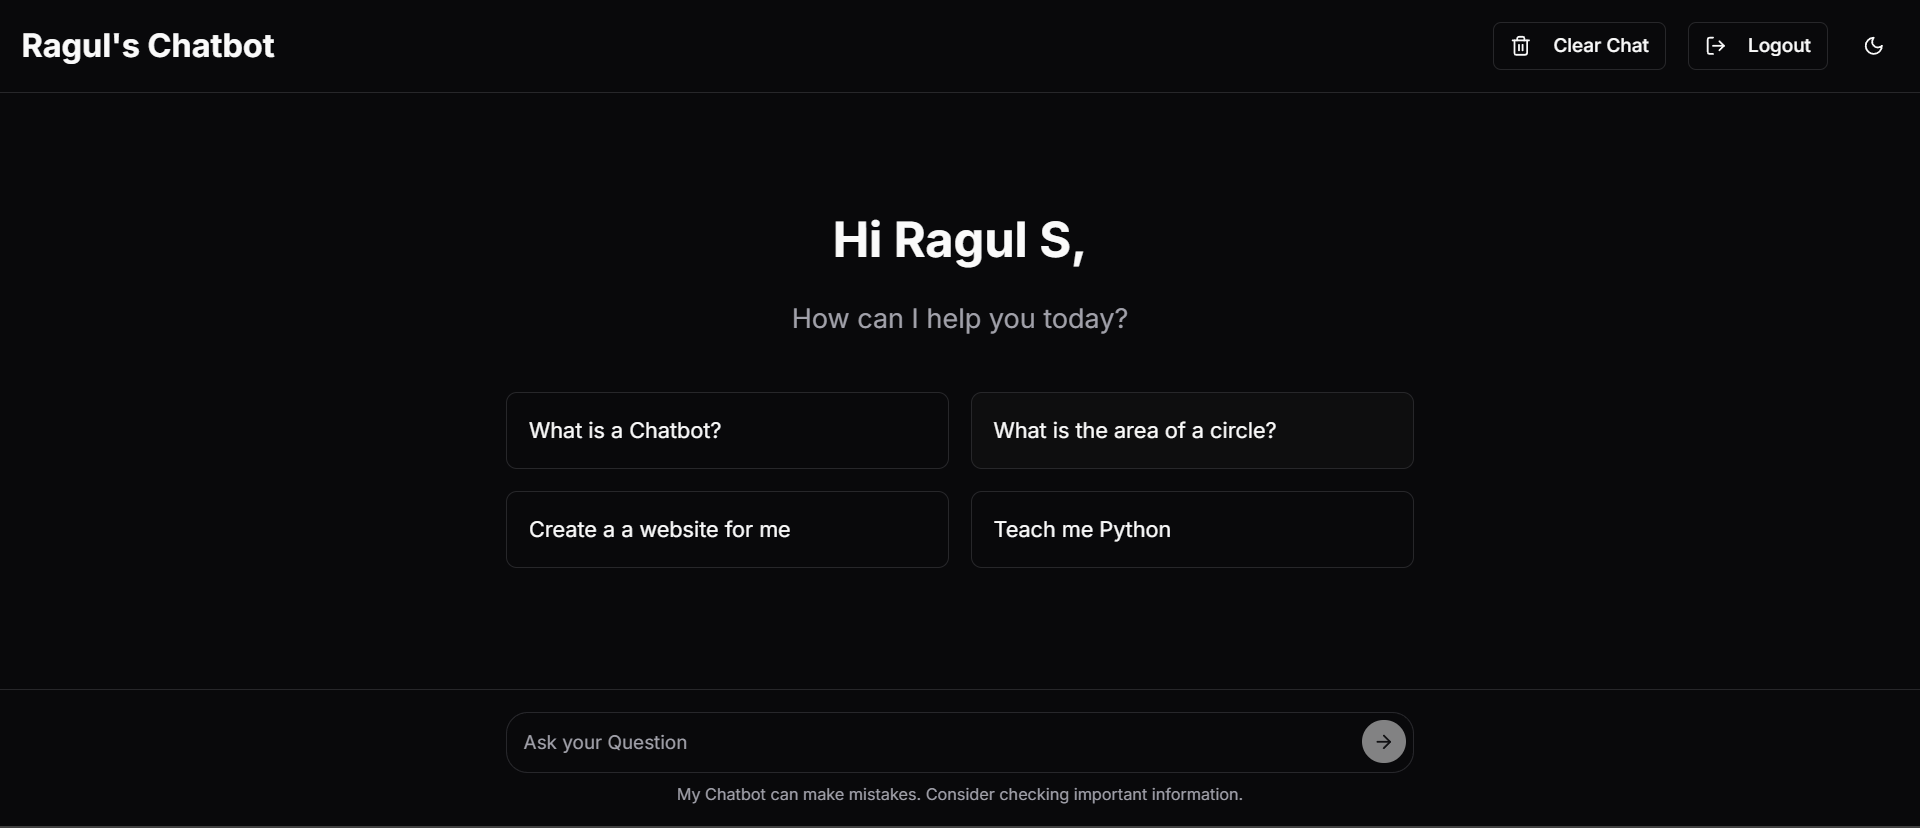 Ragul's Chatbot
Clear Chat
Logout
Hi Ragul S,
How can I help you today?
What is a Chatbot?
What is the area of a circle?
Create a a website for me
Teach me Python
Ask your Question
My Chatbot can make mistakes. Consider checking important information.